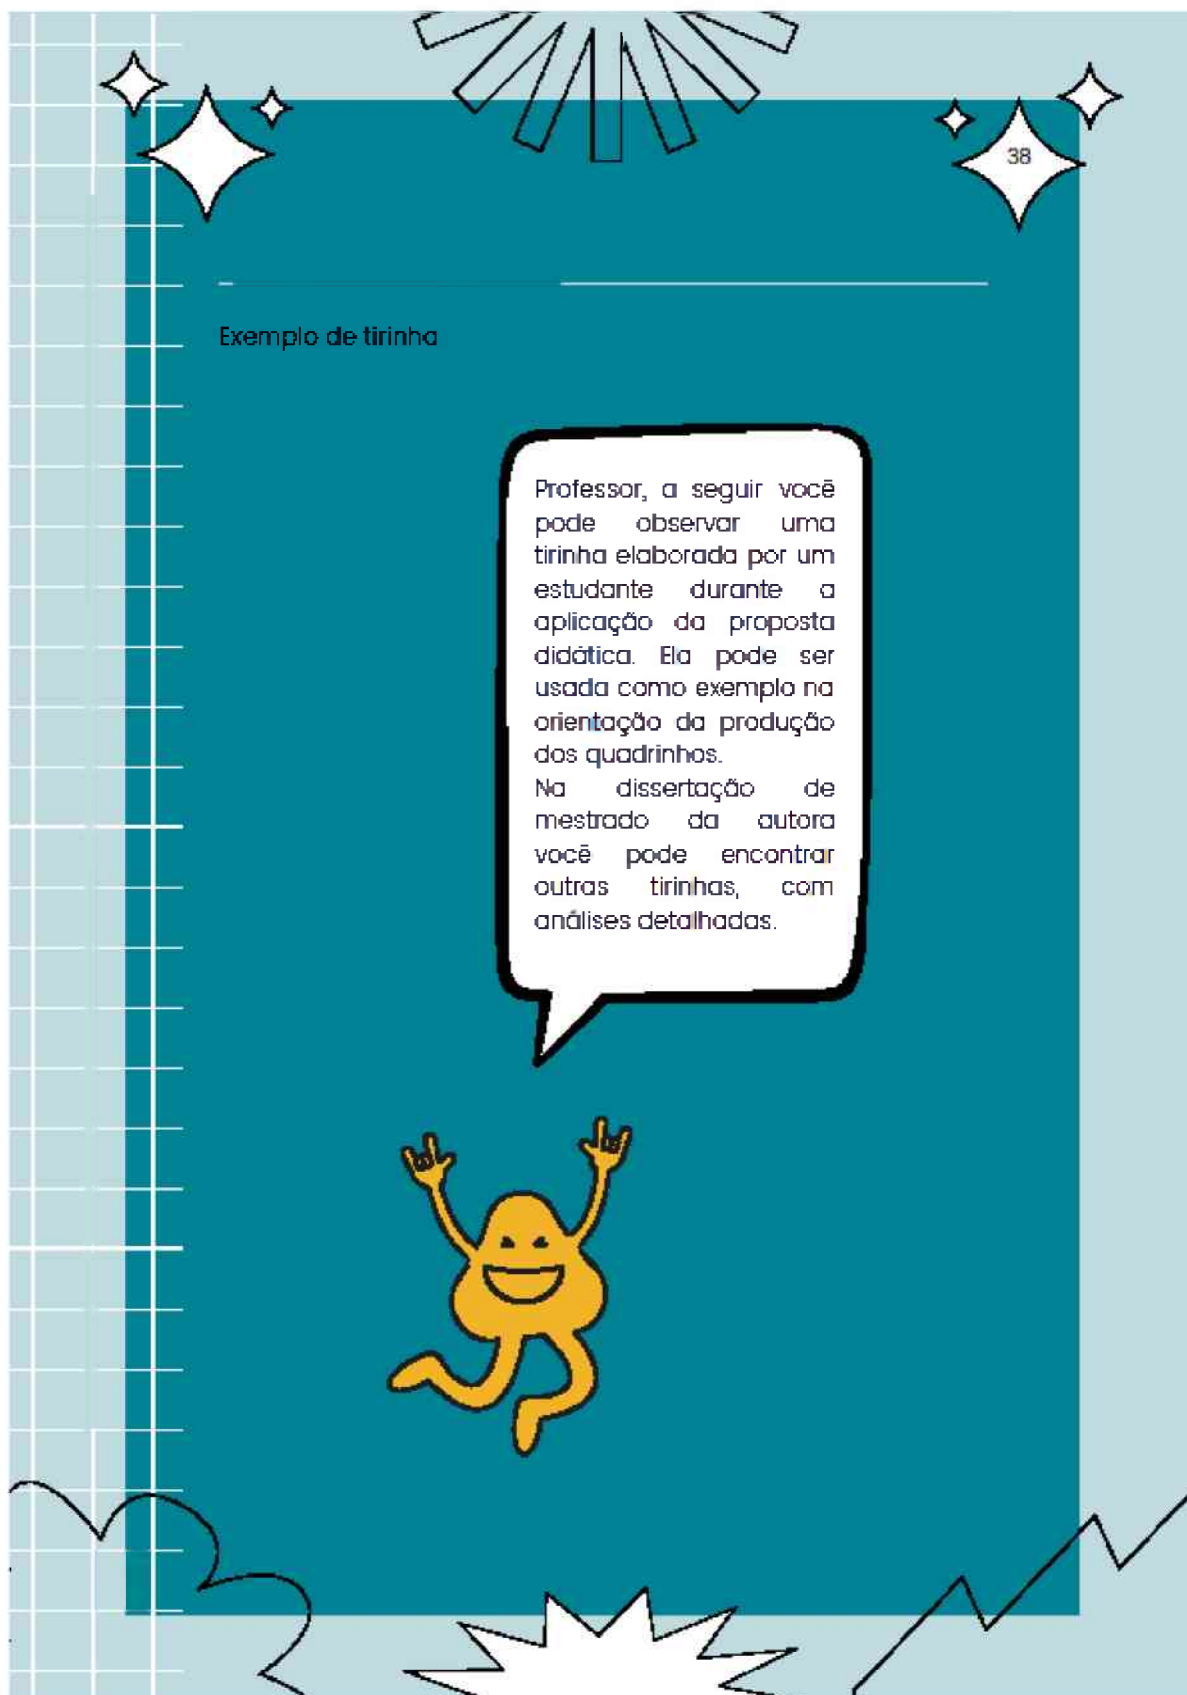 38
Exemplo de tirinha
Professor, a seguir você
pode observar uma
tirinha elaborada por um
estudante durante a
aplicação da proposta
didática. Ela pode ser
usada como exemplo na
orientação da produção
dos quadrinhos.
Na dissertação de
mestrado da autora
você pode encontrar
outras tirinhas, com
análises detalhadas.